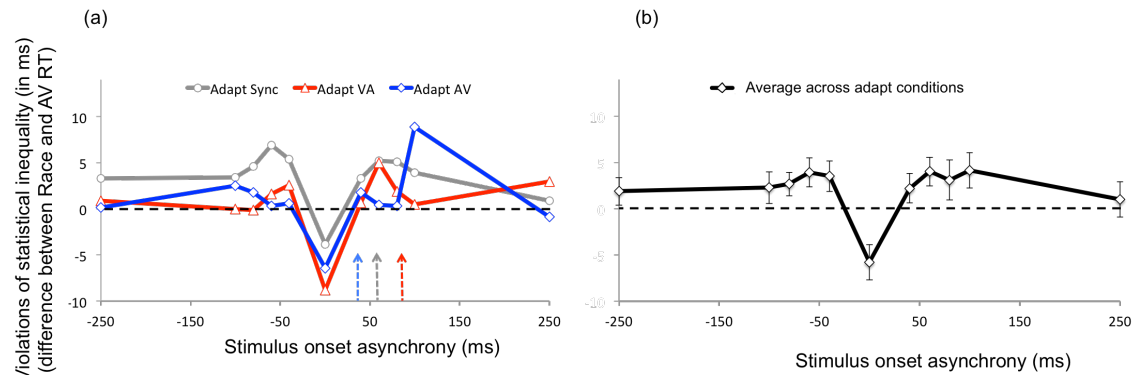 (a)
(b)
Violations of statistical inequality (in ms)
(difference between Race and AV RT)
Adapt Sync
Adapt VA
Adapt AV
10
5
0
-5
-10
-250
-150
-50
50
150
250
Stimulus onset asynchrony (ms)
Average across adapt conditions
10
5
0
-5
-10
-250
-150
-50
50
150
250
Stimulus onset asynchrony (ms)